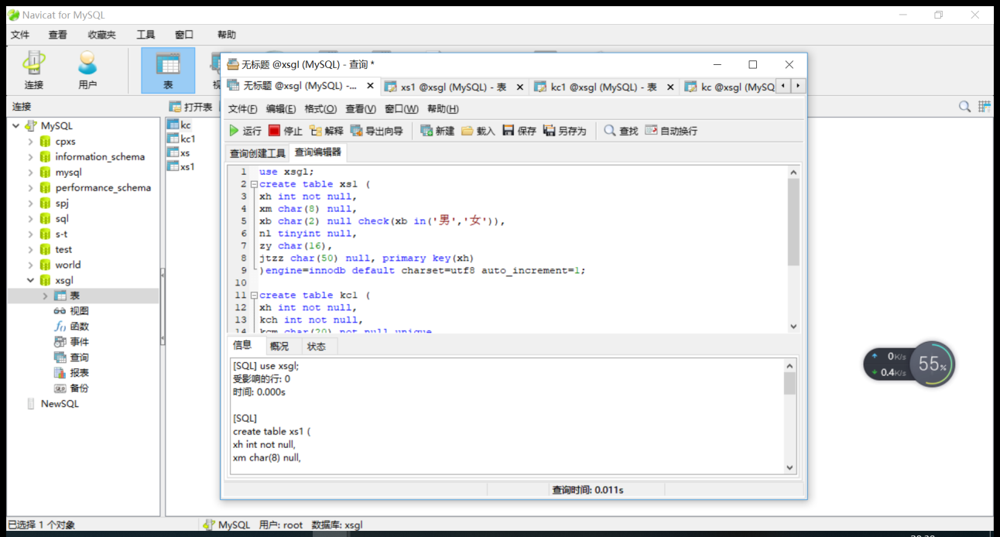 Navicat for MySQL
文件 查看 收藏夹 工具 窗口 帮助
连接 用户 表
无标题 @xsgl (MySQL) - 查询 *
无标题 @xsgl (MySQL) -... xs1 @xsgl (MySQL) - 表 kc1 @xsgl (MySQL) - 表 kc @xsgl (MySQ
连接
打开表
文件(F) 编辑(E) 格式(O) 查看(V) 窗口(W) 帮助(H)
运行 停止 解释 导出向导 新建 载入 保存 另存为 查找 自动换行
查询创建工具 查询编辑器
MySQL
cpxs
information_schema
mysql
performance_schema
spj
sql
s-t
test
world
xsgl
表
视图
函数
事件
查询
报表
备份
NewSQL
kc
kc1
xs
xs1
1 use xsgl;
2 create table xs1 (
3 xh int not null,
4 xm char(8) null,
5 xb char(2) null check(xb in('男','女')),
6 nl tinyint null,
7 zy char(16),
8 jtzz char(50) null, primary key(xh)
9 )engine=innodb default charset=utf8 auto_increment=1;
10
11 create table kc1 (
12 xh int not null,
13 kch int not null,
14 kcm char(20) not null unique
信息 概况 状态
[SQL] use xsgl;
受影响的行: 0
时间: 0.000s
[SQL]
create table xs1 (
xh int not null,
xm char(8) null,
查询时间: 0.011s
0K/s
0.4K/s
55%
已选择 1 个对象 MySQL 用户: root 数据库: xsgl